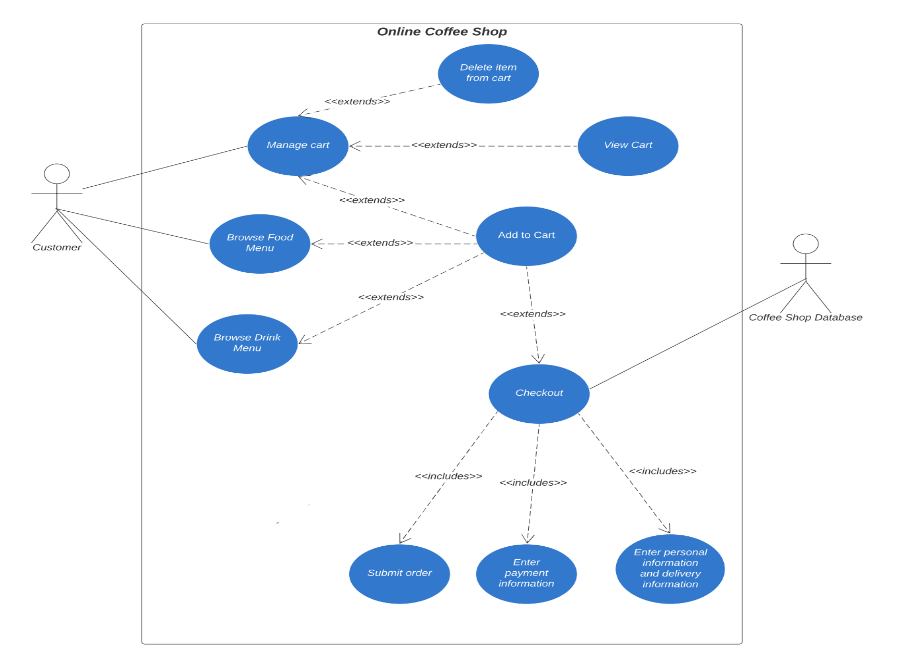 Online Coffee Shop
Delete item
from cart
<<extends>>
Manage cart
<<extends>>
View Cart
<<extends>>
Add to Cart
Browse Food
Menu
<<extends>>
Customer
<<extends>>
Coffee Shop Database
<<extends>>
Browse Drink
Menu
Checkout
<<includes>>
<<includes>>
<<includes>>
Submit order
Enter
payment
information
Enter personal
information
and delivery
information